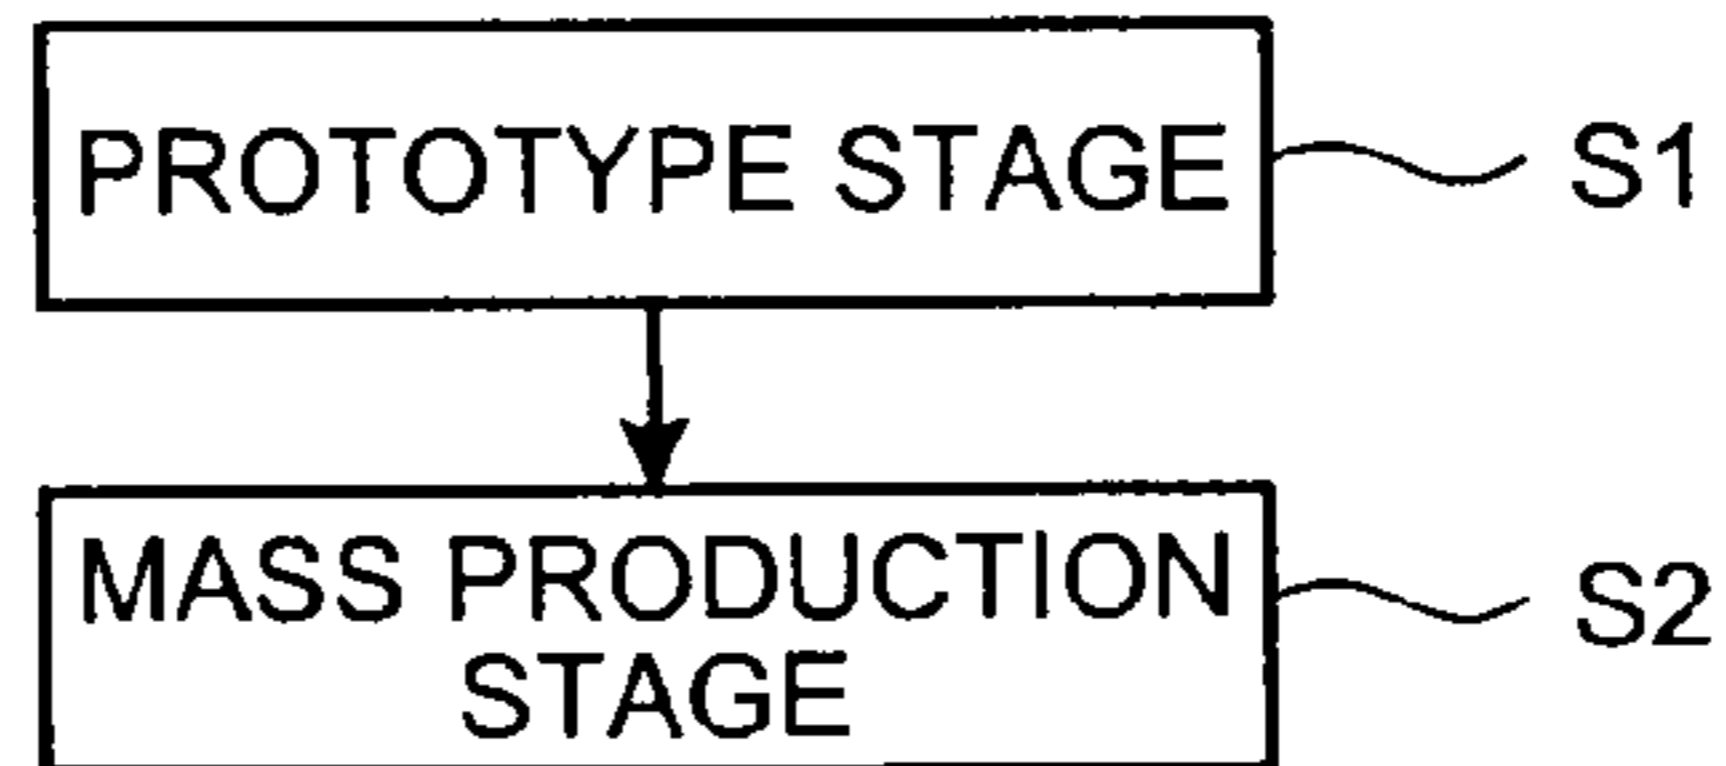 PROTOTYPE STAGE
S1
MASS PRODUCTION
STAGE
S2